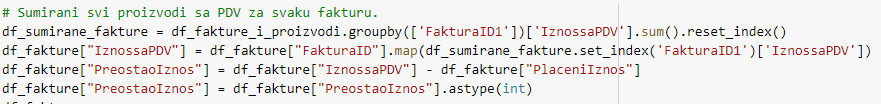 # Sumirani svi proizvodi sa PDV za svaku fakturu.
df_sumirane_fakture = df_fakture_i_proizvodi.groupby(['FakturaID1'])['IznossaPDV'].sum().reset_index()
df_fakture["IznossaPDV"] = df_fakture["FakturaID"].map(df_sumirane_fakture.set_index('FakturaID1')['IznossaPDV'])
df_fakture["PreostaoIznos"] = df_fakture["IznossaPDV"] - df_fakture["PlaceniIznos"]
df_fakture["PreostaoIznos"] = df_fakture["PreostaoIznos"].astype(int)